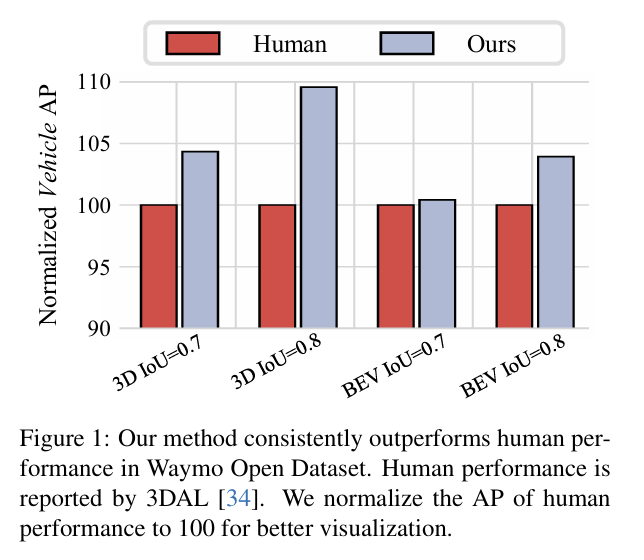 Human Ours
Normalized Vehicle AP
110
105
100
95
90
3D IoU=0.7
3D IoU=0.8
BEV IoU=0.7
BEV IoU=0.8
Figure 1: Our method consistently outperforms human per-
formance in Waymo Open Dataset. Human performance is
reported by 3DAL [34]. We normalize the AP of human
performance to 100 for better visualization.